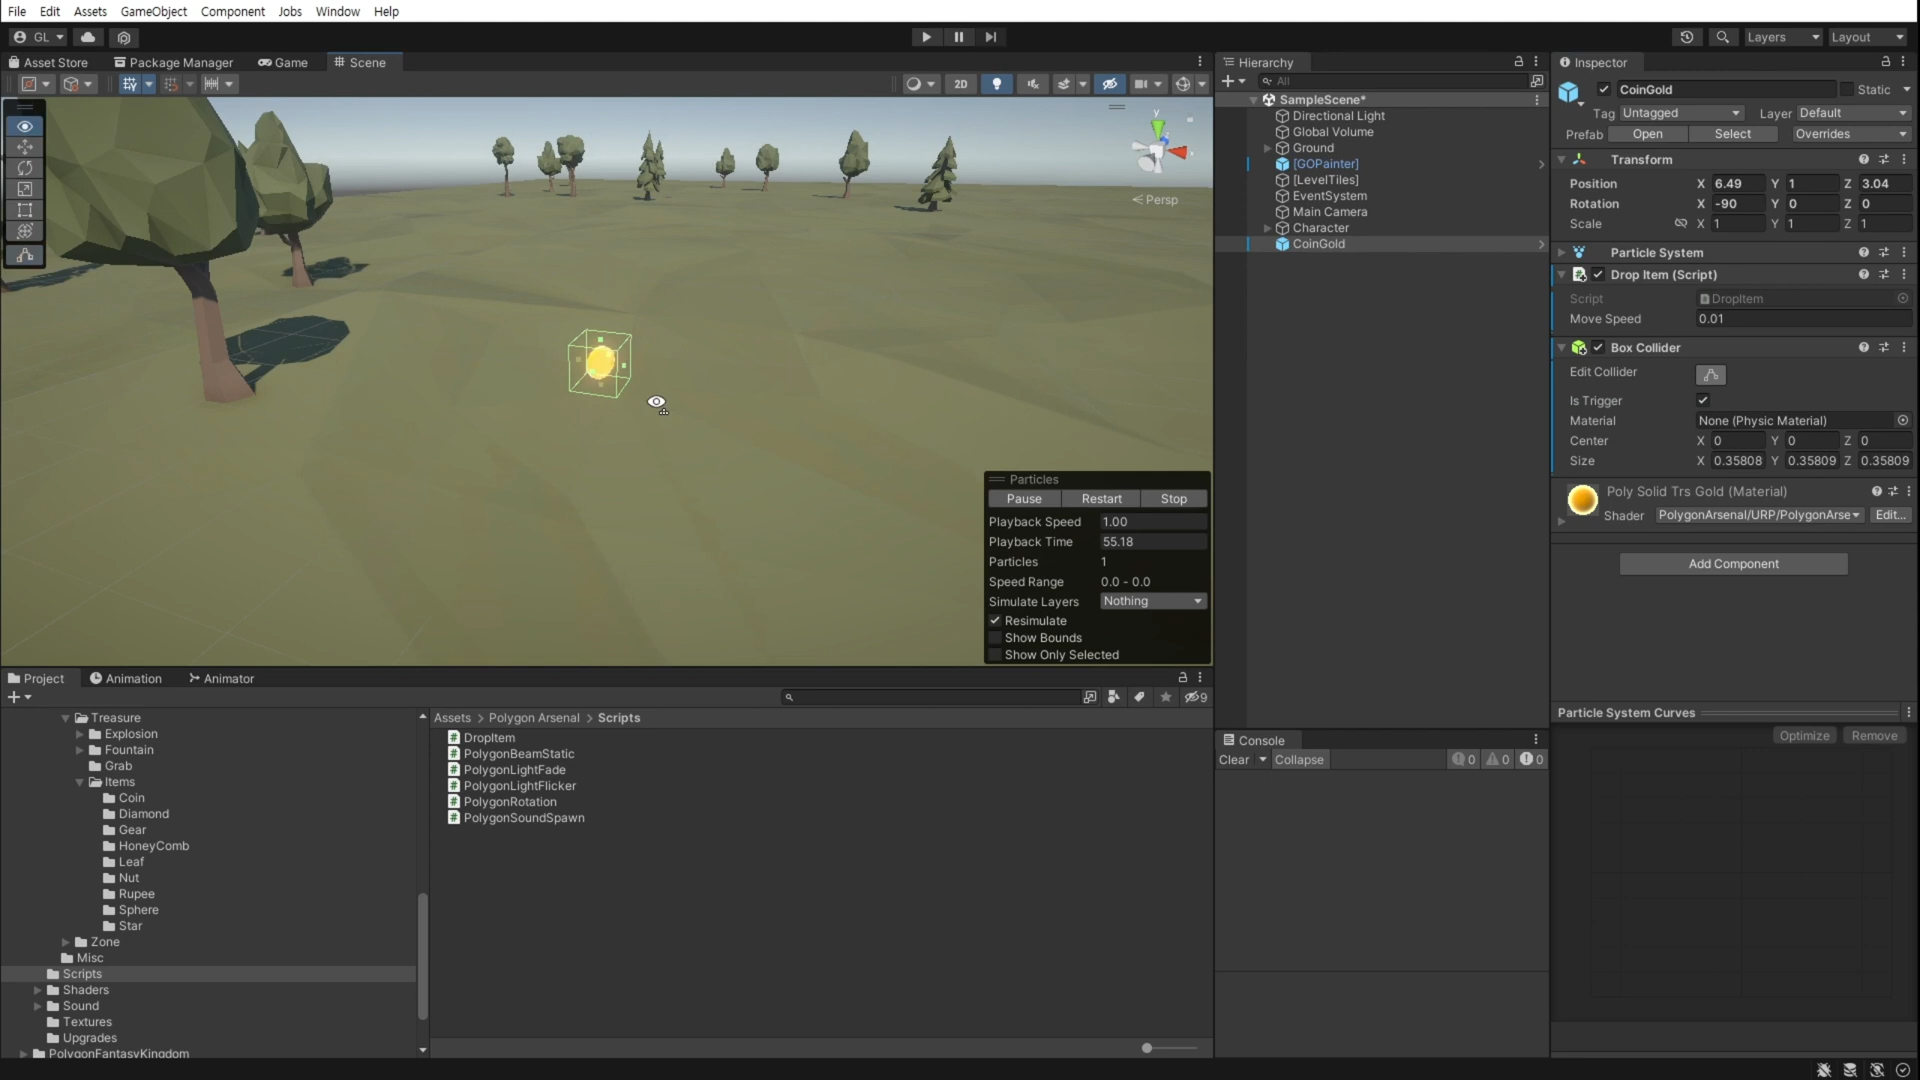 File Edit Assets GameObject Component Jobs Window Help
GL Layers Layout
Asset Store Package Manager Game Scene
2D
y
Persp
Particles
Pause Restart Stop
Playback Speed 1.00
Playback Time 55.18
Particles 1
Speed Range 0.0 - 0.0
Simulate Layers Nothing
Resimulate
Show Bounds
Show Only Selected
Hierarchy
All
SampleScene*
Directional Light
Global Volume
Ground
[GOPainter]
[LevelTiles]
EventSystem
Main Camera
Character
CoinGold
Inspector
CoinGold Static
Tag Untagged Layer Default
Prefab Open Select Overrides
Transform
Position X 6.49 Y 1 Z 3.04
Rotation X -90 Y 0 Z 0
Scale X 1 Y 1 Z 1
Particle System
Drop Item (Script)
Script DropItem
Move Speed 0.01
Box Collider
Edit Collider
Is Trigger
Material None (Physic Material)
Center X 0 Y 0 Z 0
Size X 0.35808 Y 0.35809 Z 0.35809
Poly Solid Trs Gold (Material)
Shader PolygonArsenal/URP/PolygonArse Edit...
Add Component
Particle System Curves
Optimize Remove
Project Animation Animator
9
Treasure
Explosion
Fountain
Grab
Items
Coin
Diamond
Gear
HoneyComb
Leaf
Nut
Rupee
Sphere
Star
Zone
Misc
Scripts
Shaders
Sound
Textures
Upgrades
PolygonFantasyKingdom
Assets > Polygon Arsenal > Scripts
DropItem
PolygonBeamStatic
PolygonLightFade
PolygonLightFlicker
PolygonRotation
PolygonSoundSpawn
Console
Clear Collapse 0 0 0